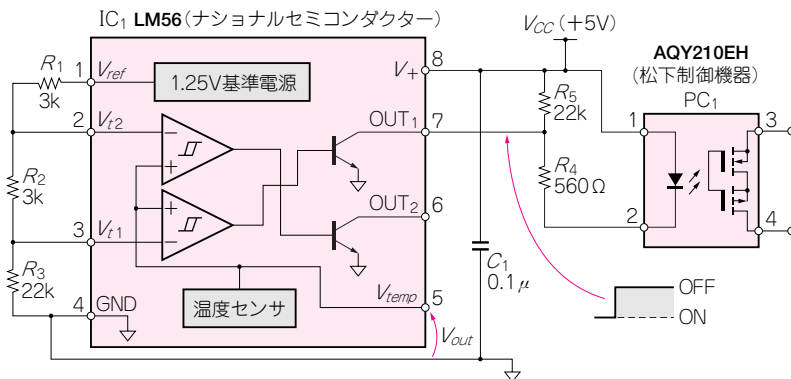 IC1 LM56(ナショナルセミコンダクター)
VCC(+5V)
AQY210EH
(松下制御機器)
PC1
R1
3k
1
Vref
1.25V基準電源
V+
8
R5
22k
2
Vt2
OUT1
7
1
3
R2
3k
R4
560Ω
OUT2
6
3
Vt1
2
4
R3
22k
C1
0.1μ
4
GND
温度センサ
Vtemp
5
Vout
OFF
ON